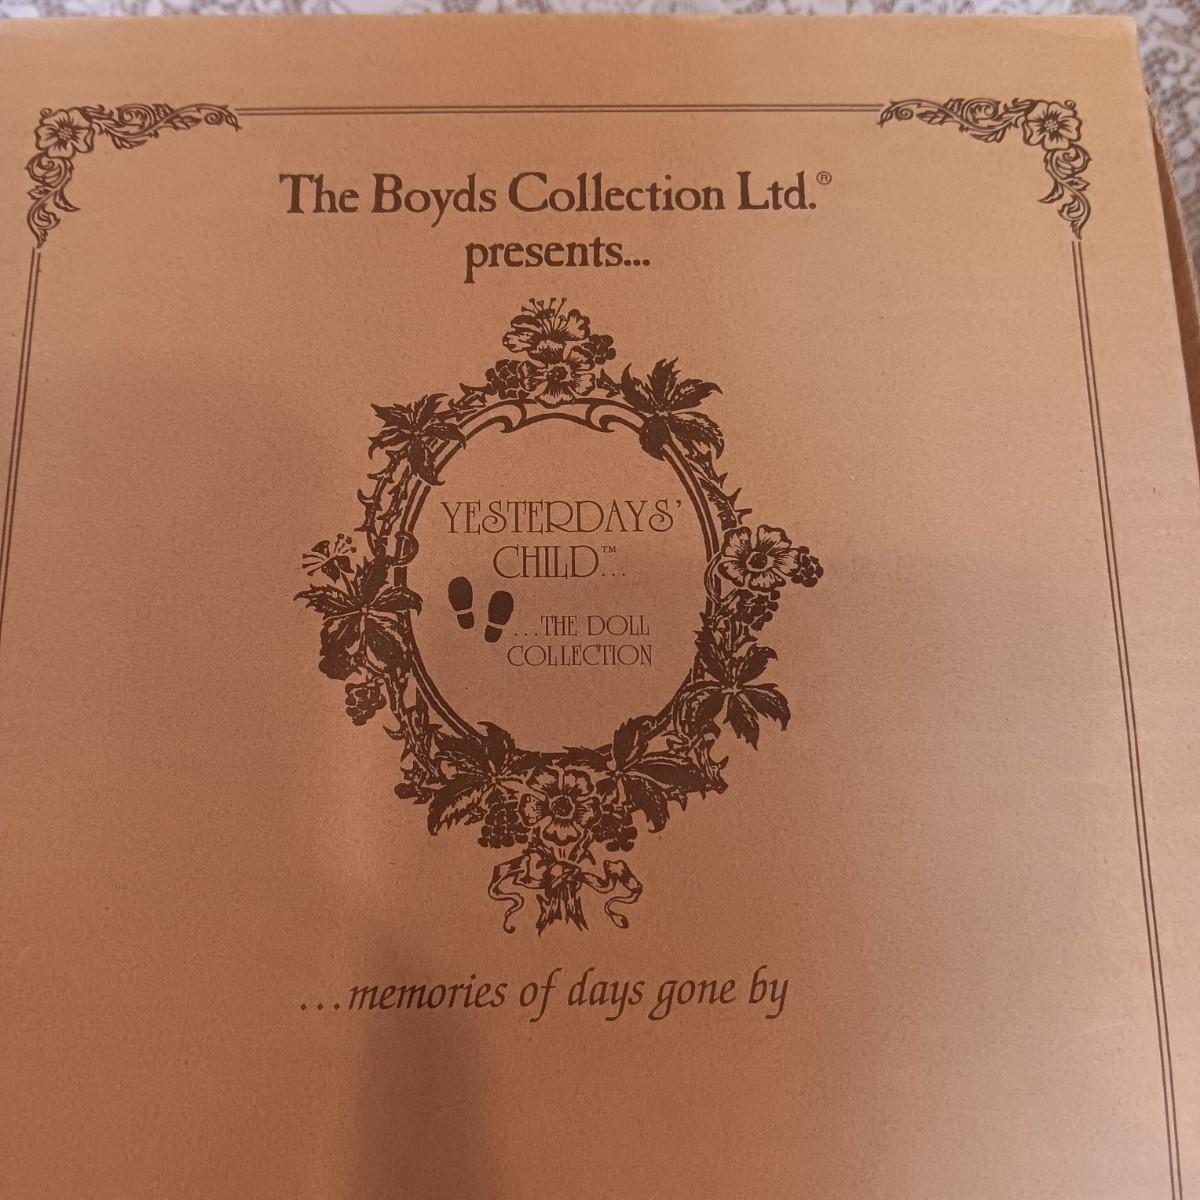 The Boyds Collection Ltd.®
presents...
YESTERDAYS'
CHILD™...
...THE DOLL
COLLECTION
...memories of days gone by